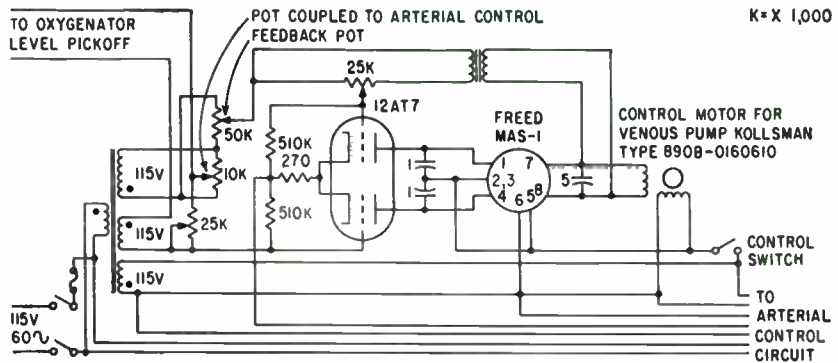 TO OXYGENATOR
LEVEL PICKOFF
POT COUPLED TO ARTERIAL CONTROL
FEEDBACK POT
K=X 1,000
25K
12AT7
50K
510K
270
510K
10K
25K
115V
115V
115V
1
1
FREED
MAS-1
1 7
2,3
4 6 5 8
5
CONTROL MOTOR FOR
VENOUS PUMP KOLLSMAN
TYPE 890B-0160610
CONTROL
SWITCH
TO
ARTERIAL
CONTROL
CIRCUIT
115V
60~